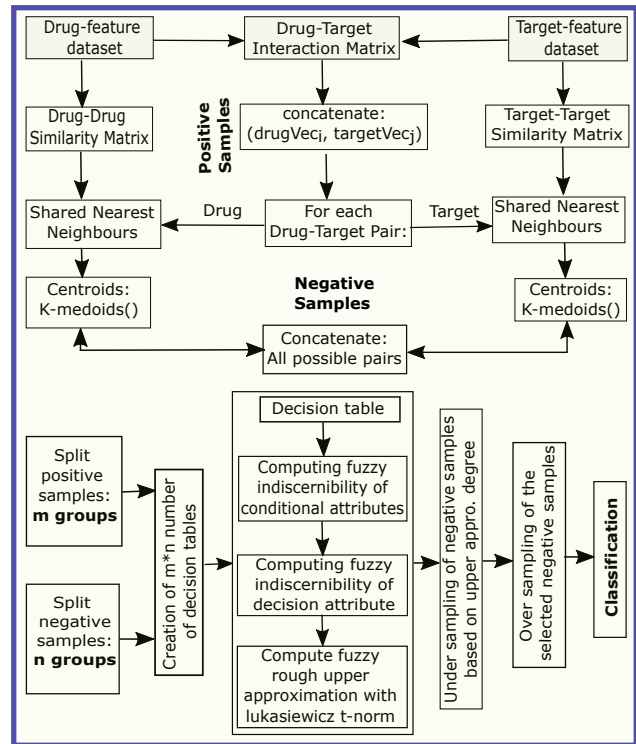 Drug-feature
dataset
Drug-Target
Interaction Matrix
Target-feature
dataset
Drug-Drug
Similarity Matrix
Positive
Samples
concatenate:
(drugVeci, targetVecj)
Target-Target
Similarity Matrix
Shared Nearest
Neighbours
Drug
For each
Drug-Target Pair:
Target
Shared Nearest
Neighbours
Centroids:
K-medoids()
Negative
Samples
Centroids:
K-medoids()
Concatenate:
All possible pairs
Split
positive
samples:
m groups
Split
negative
samples:
n groups
Creation of m*n number
of decision tables
Decision table
Computing fuzzy
indiscernibility of
conditional attributes
Computing fuzzy
indiscernibility of
decision attribute
Compute fuzzy
rough upper
approximation with
lukasiewicz t-norm
Under sampling of negative samples
based on upper appro. degree
Over sampling of the
selected negative samples
Classification